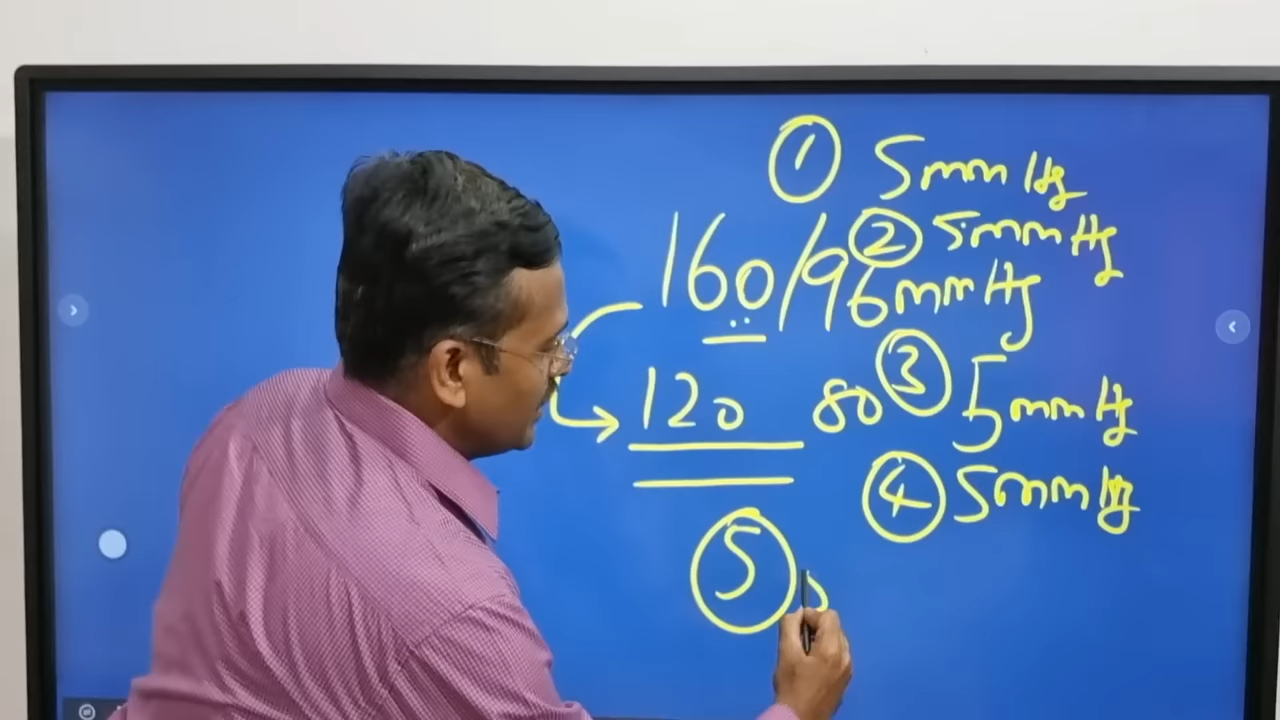 ① 5mmHg
160/96mmHg
② 5mmHg
120 80
③ 5mmHg
④ 5mmHg
⑤